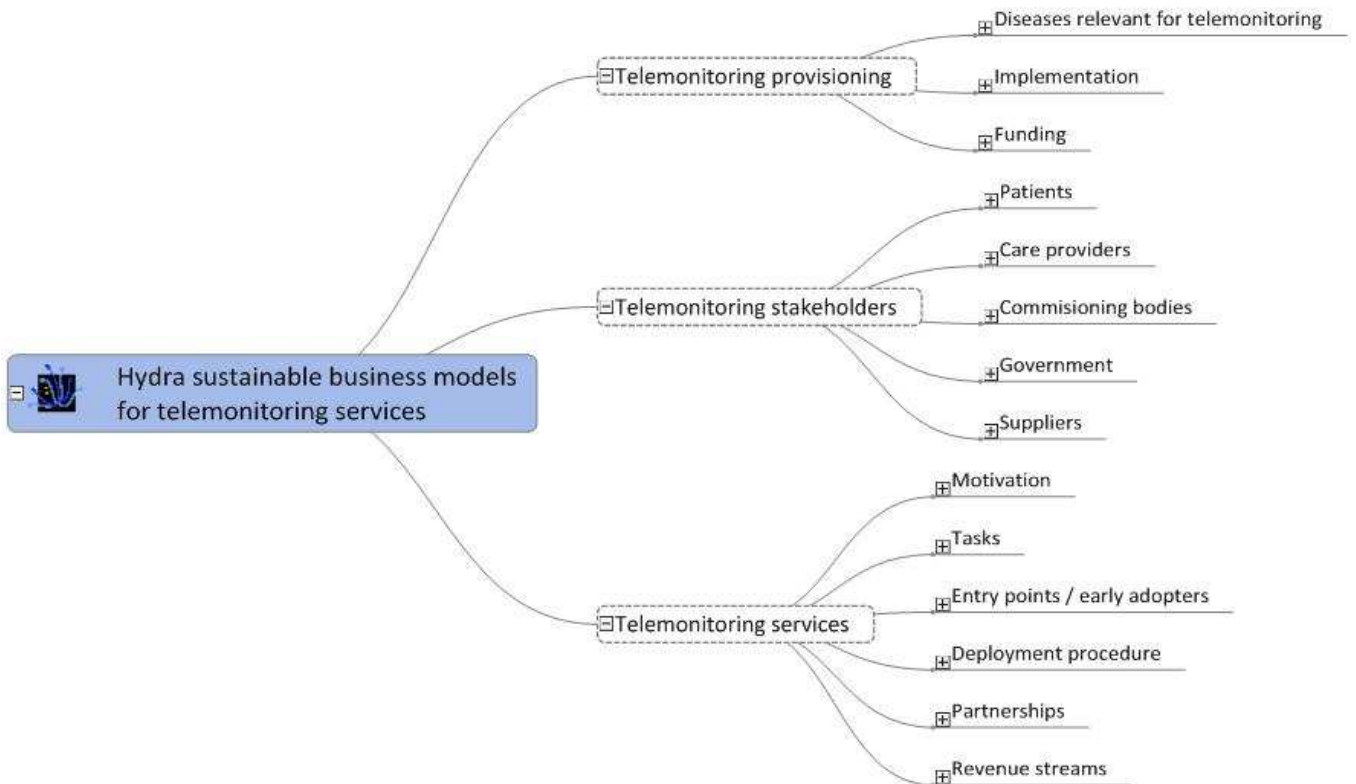 Diseases relevant for telemonitoring
Telemonitoring provisioning
Implementation
Funding
Patients
Care providers
Telemonitoring stakeholders
Commisioning bodies
Government
Suppliers
Hydra sustainable business models
for telemonitoring services
Motivation
Tasks
Entry points / early adopters
Telemonitoring services
Deployment procedure
Partnerships
Revenue streams